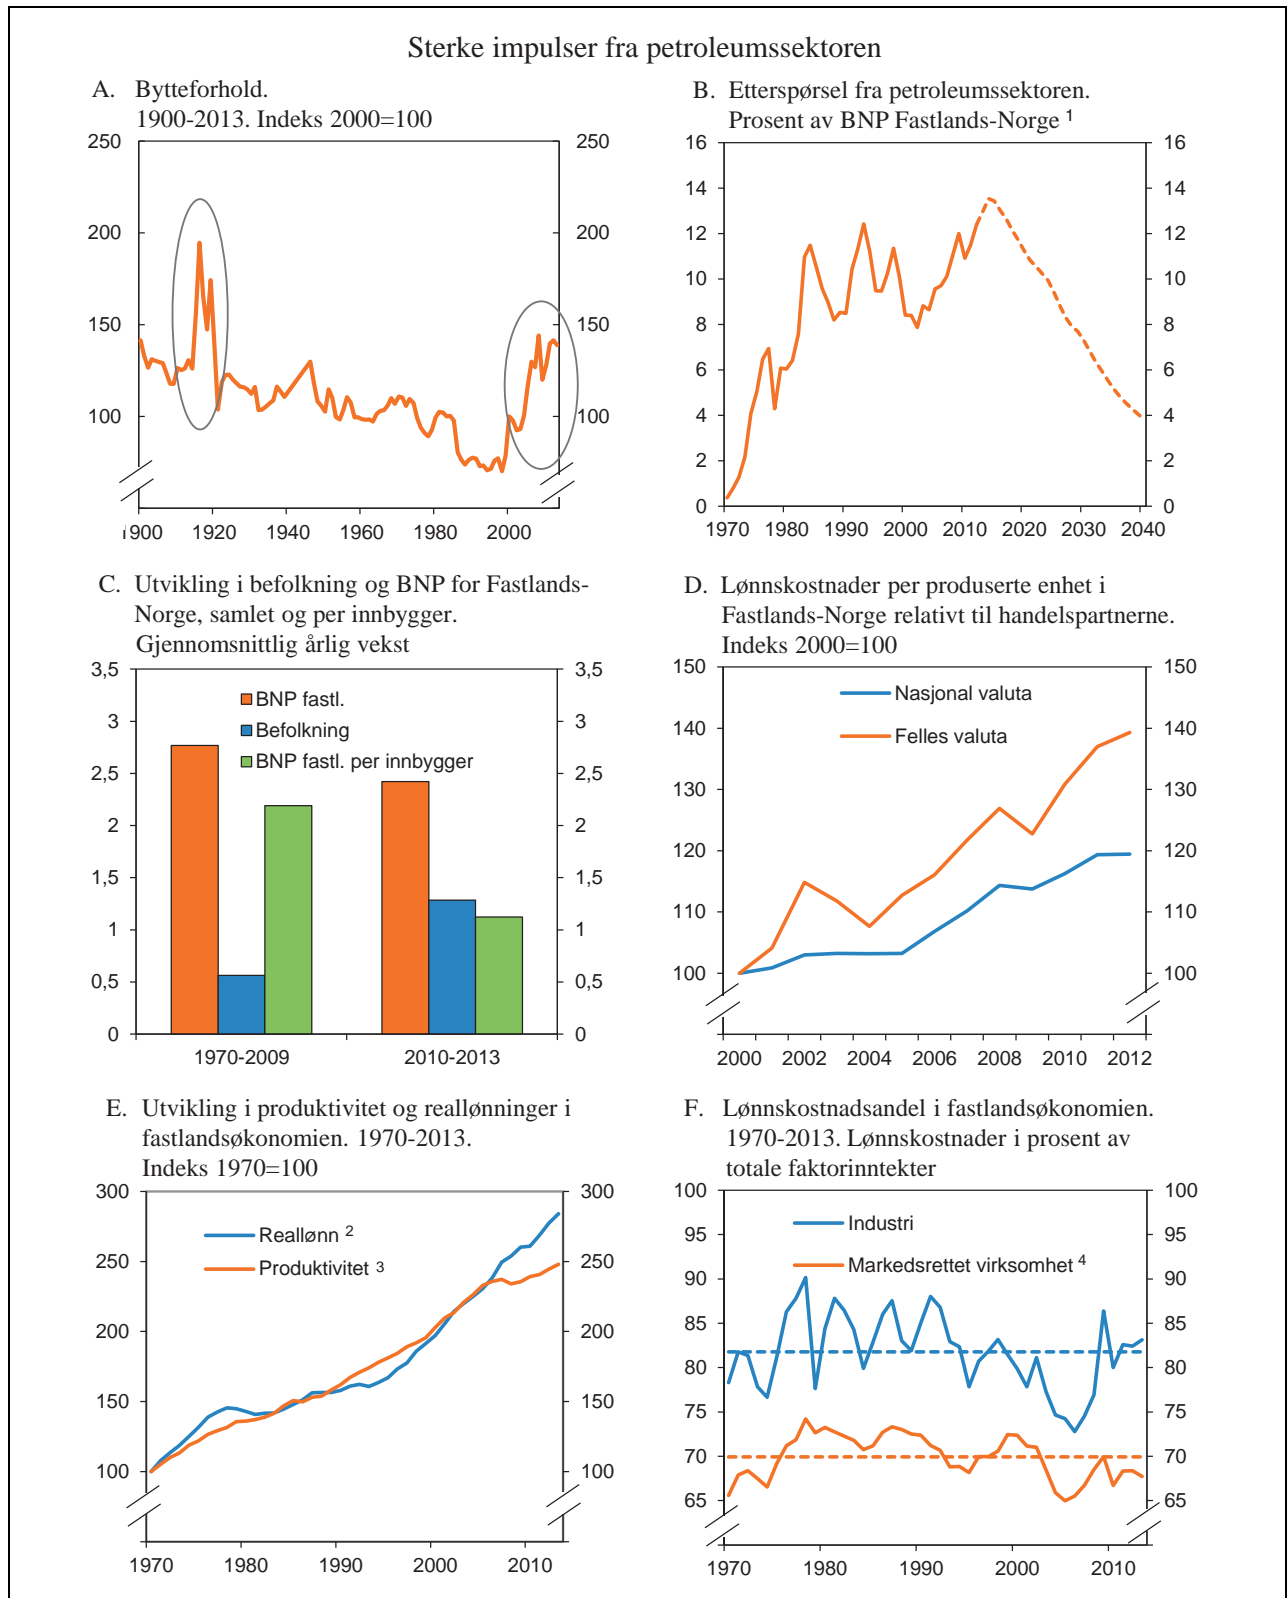 Sterke impulser fra petroleumssektoren
A. Bytteforhold.
1900-2013. Indeks 2000=100
250 250
200 200
150 150
100 100
1900 1920 1940 1960 1980 2000
B. Etterspørsel fra petroleumssektoren.
Prosent av BNP Fastlands-Norge 1
16 16
14 14
12 12
10 10
8 8
6 6
4 4
2 2
0 0
1970 1980 1990 2000 2010 2020 2030 2040
C. Utvikling i befolkning og BNP for Fastlands-
Norge, samlet og per innbygger.
Gjennomsnittlig årlig vekst
3,5 3,5
BNP fastl.
3 3
Befolkning
2,5 2,5
BNP fastl. per innbygger
2 2
1,5 1,5
1 1
0,5 0,5
0 0
1970-2009 2010-2013
D. Lønnskostnader per produserte enhet i
Fastlands-Norge relativt til handelspartnerne.
Indeks 2000=100
150 150
Nasjonal valuta
140 140
Felles valuta
130 130
120 120
110 110
100 100
2000 2002 2004 2006 2008 2010 2012
E. Utvikling i produktivitet og reallønninger i
fastlandsøkonomien. 1970-2013.
Indeks 1970=100
300 300
Reallønn 2
250 250
Produktivitet 3
200 200
150 150
100 100
1970 1980 1990 2000 2010
F. Lønnskostnadsandel i fastlandsøkonomien.
1970-2013. Lønnskostnader i prosent av
totale faktorinntekter
100 100
Industri
95 95
Markedsrettet virksomhet 4
90 90
85 85
80 80
75 75
70 70
65 65
1970 1980 1990 2000 2010